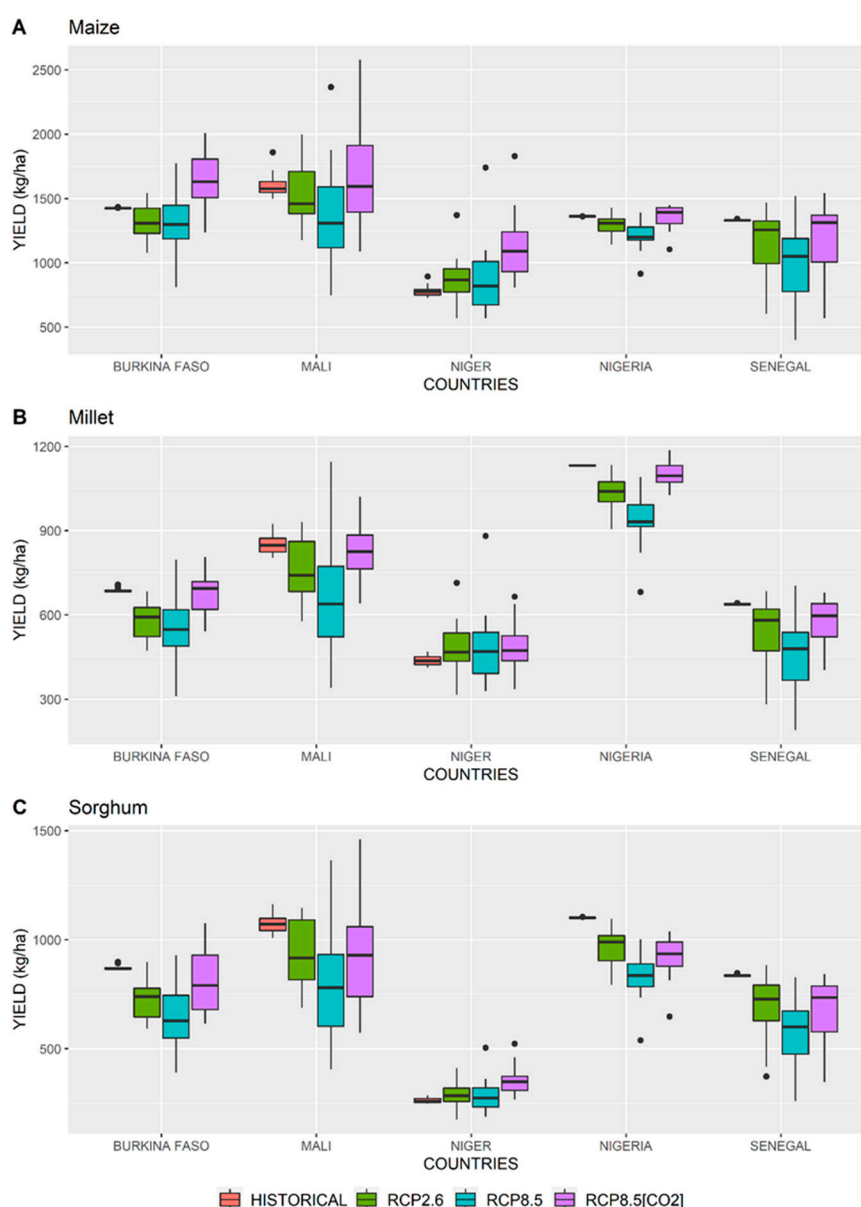 A Maize
2500
2000
1500
1000
500
YIELD (kg/ha)
BURKINA FASO MALI NIGER NIGERIA SENEGAL
COUNTRIES
B Millet
1200
900
600
300
YIELD (kg/ha)
BURKINA FASO MALI NIGER NIGERIA SENEGAL
COUNTRIES
C Sorghum
1500
1000
500
YIELD (kg/ha)
BURKINA FASO MALI NIGER NIGERIA SENEGAL
COUNTRIES
HISTORICAL RCP2.6 RCP8.5 RCP8.5[CO2]